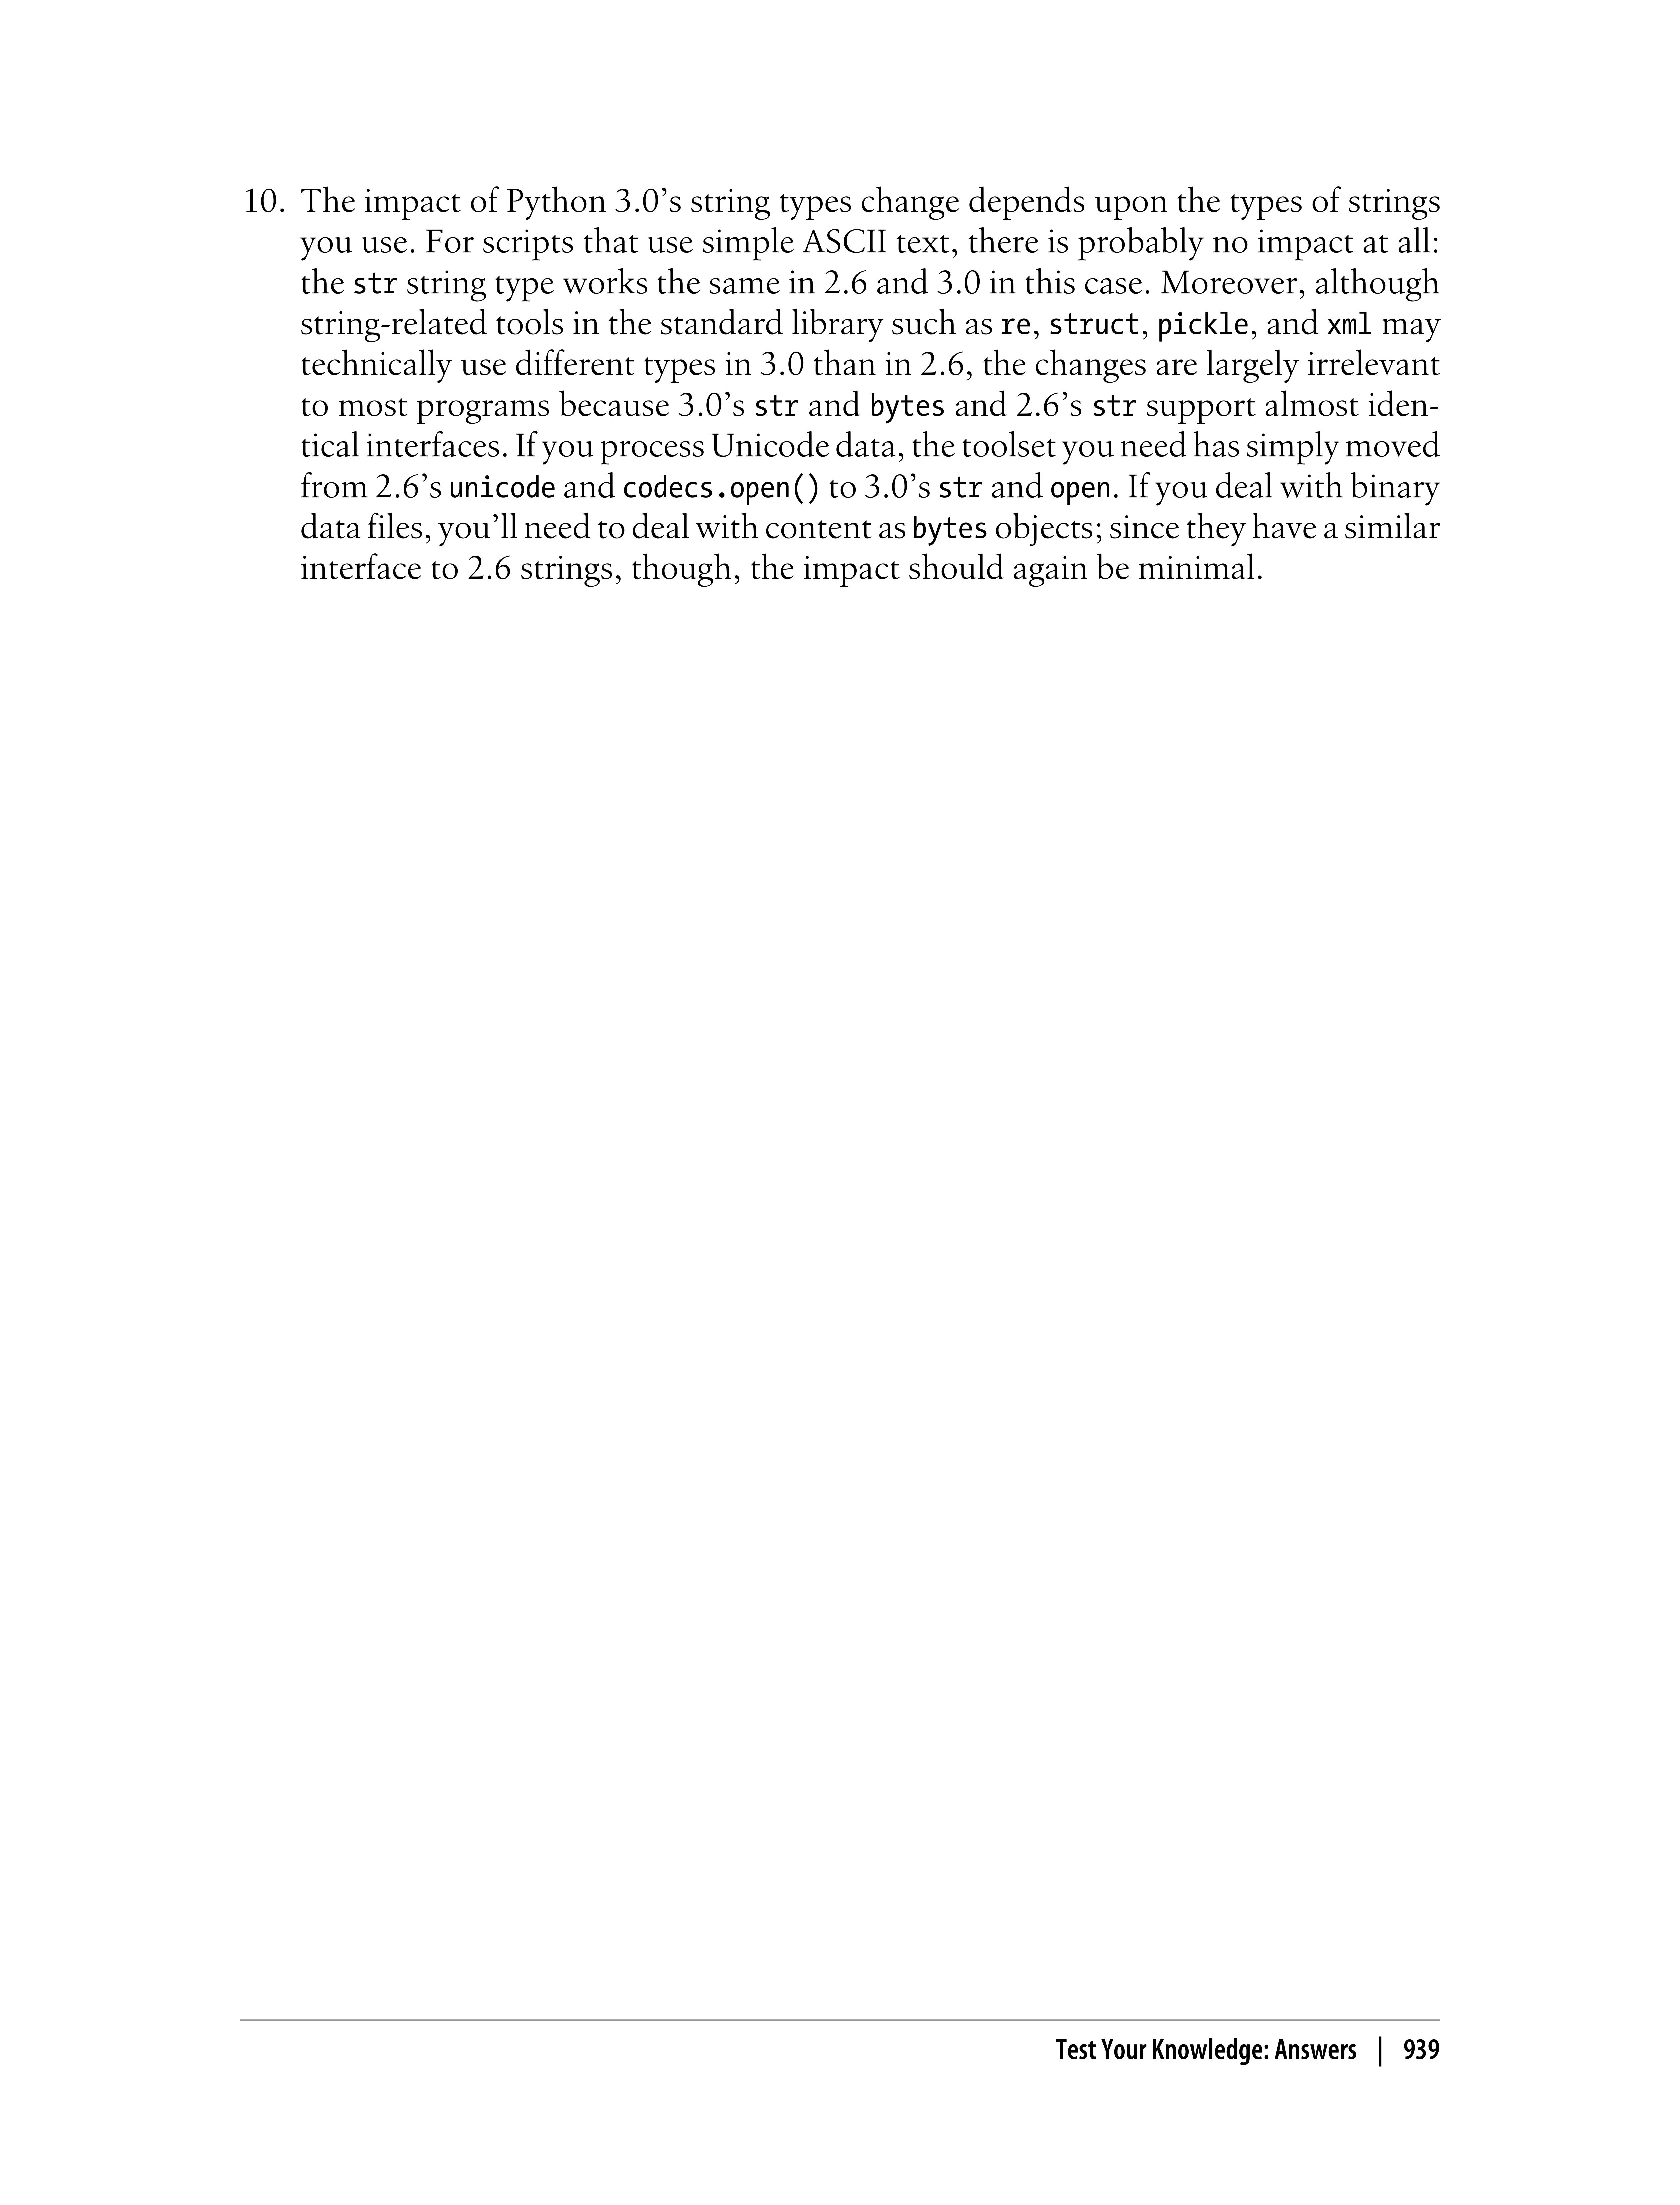 10. The impact of Python 3.0’s string types change depends upon the types of strings
you use. For scripts that use simple ASCII text, there is probably no impact at all:
the str string type works the same in 2.6 and 3.0 in this case. Moreover, although
string-related tools in the standard library such as re, struct, pickle, and xml may
technically use different types in 3.0 than in 2.6, the changes are largely irrelevant
to most programs because 3.0’s str and bytes and 2.6’s str support almost iden-
tical interfaces. If you process Unicode data, the toolset you need has simply moved
from 2.6’s unicode and codecs.open() to 3.0’s str and open. If you deal with binary
data files, you’ll need to deal with content as bytes objects; since they have a similar
interface to 2.6 strings, though, the impact should again be minimal.
Test Your Knowledge: Answers | 939